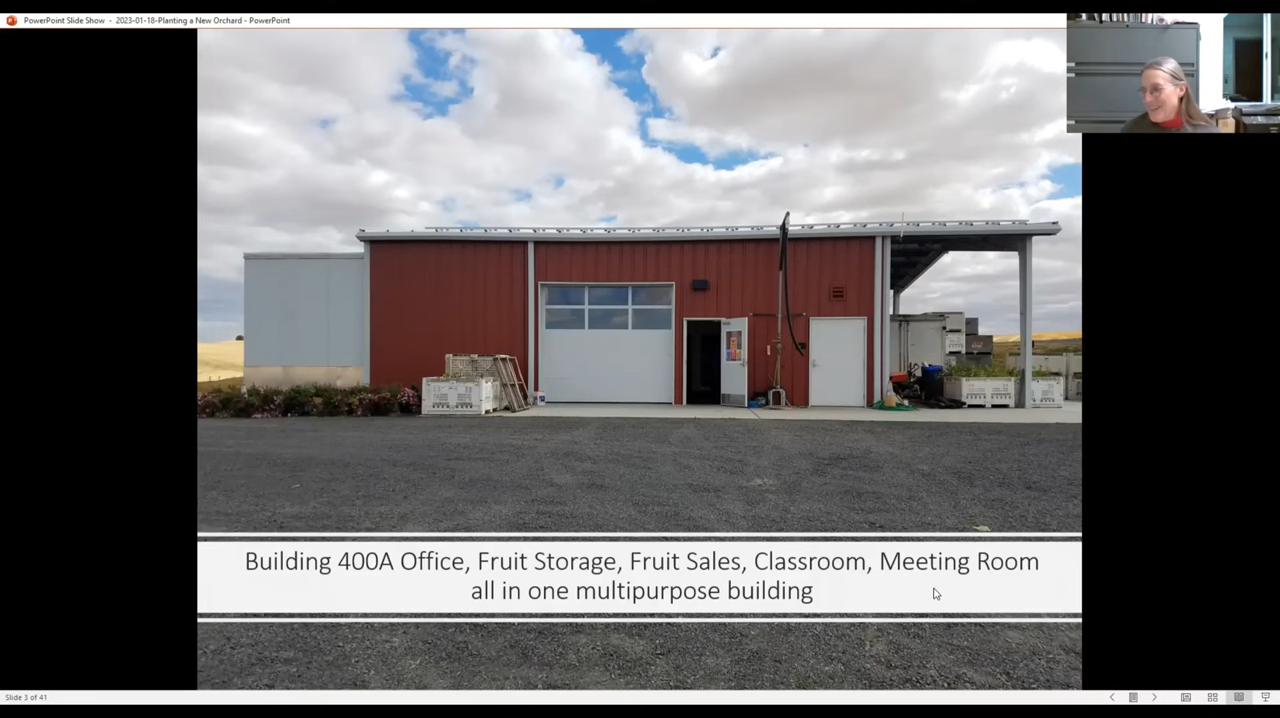 PowerPoint Slide Show - 2023-01-18-Planting a New Orchard - PowerPoint
Building 400A Office, Fruit Storage, Fruit Sales, Classroom, Meeting Room
all in one multipurpose building
Slide 3 of 41